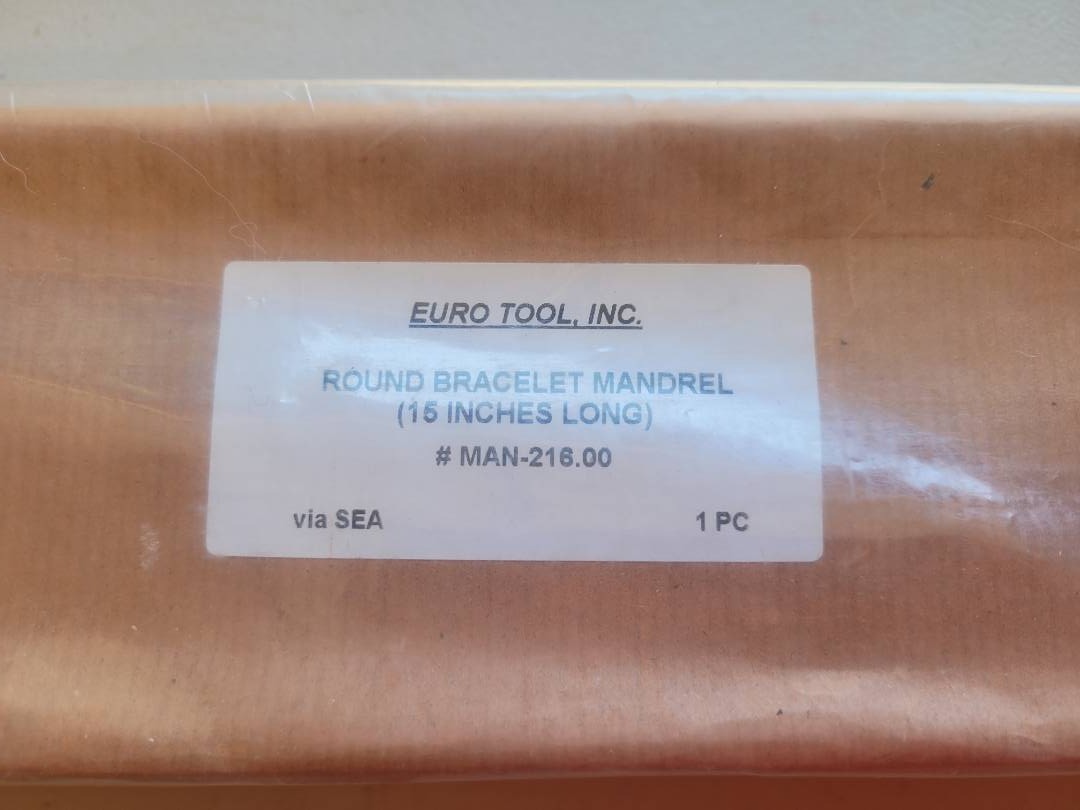 EURO TOOL, INC.
ROUND BRACELET MANDREL
(15 INCHES LONG)
# MAN-216.00
via SEA 1 PC